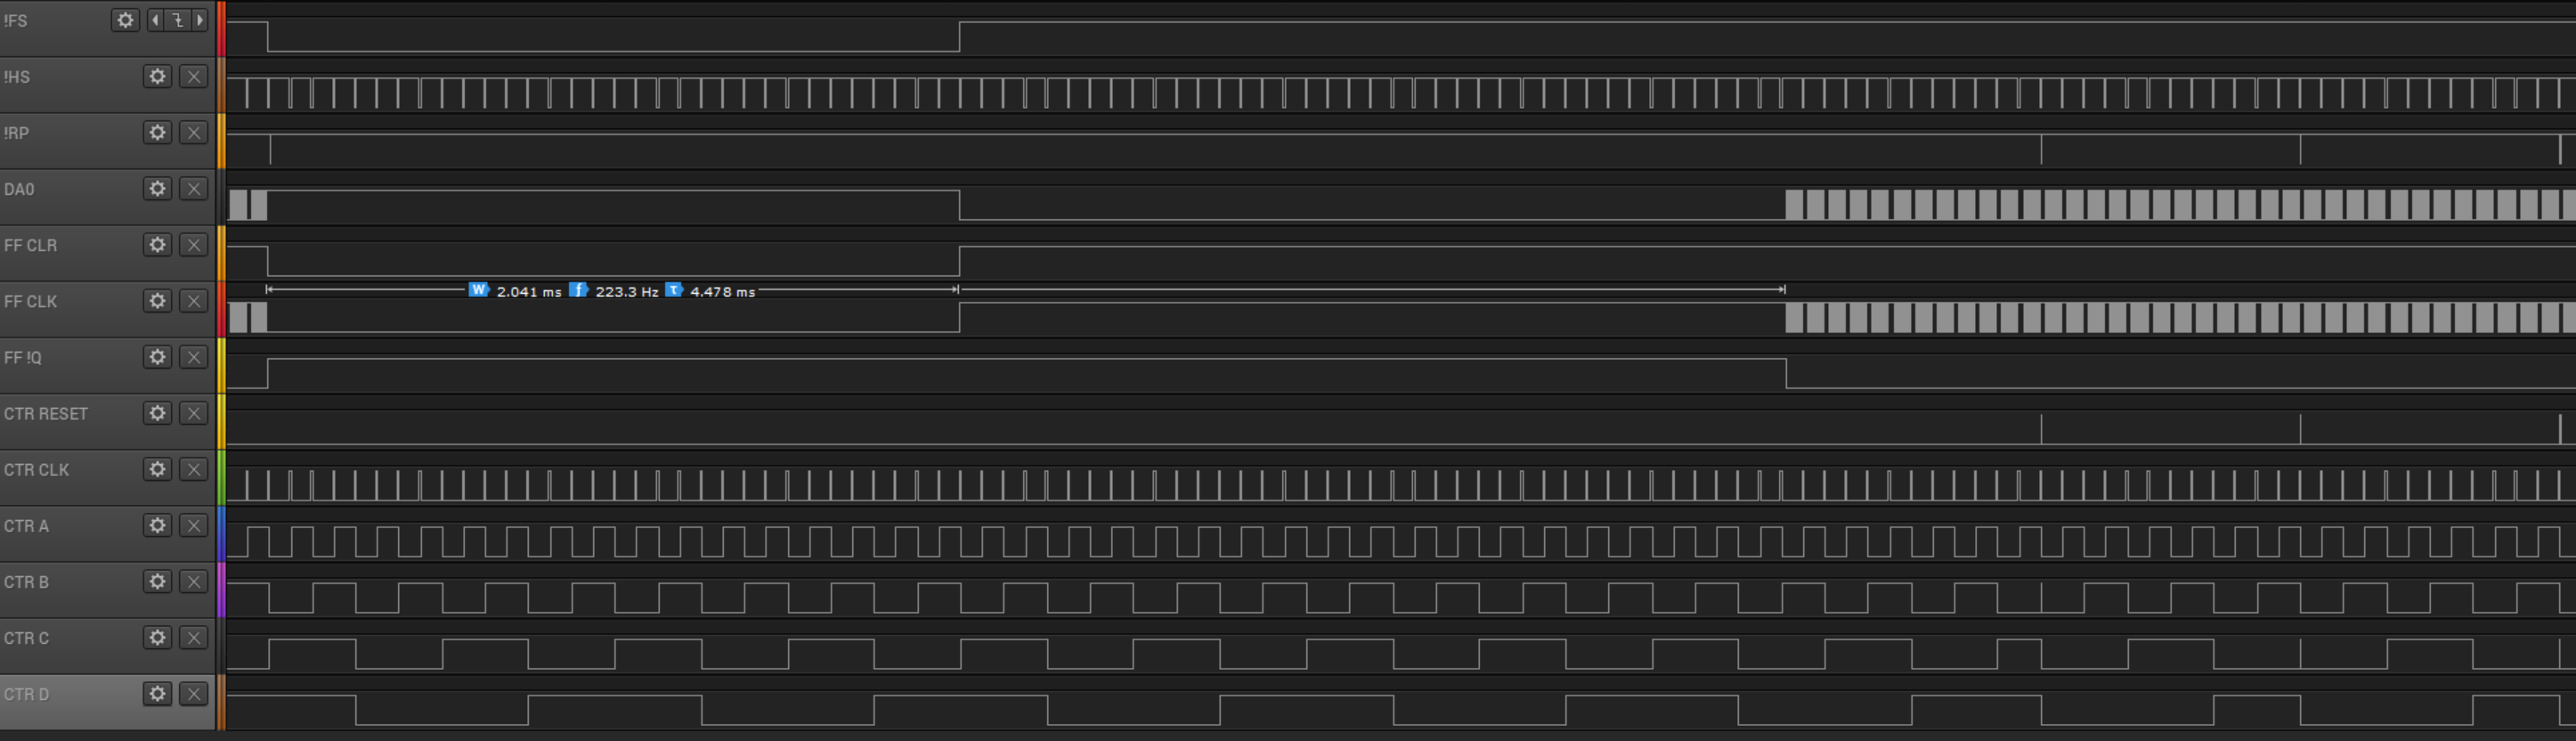 !FS
!HS
!RP
DA0
FF CLR
FF CLK
W 2.041 ms f 223.3 Hz τ 4.478 ms
FF !Q
CTR RESET
CTR CLK
CTR A
CTR B
CTR C
CTR D